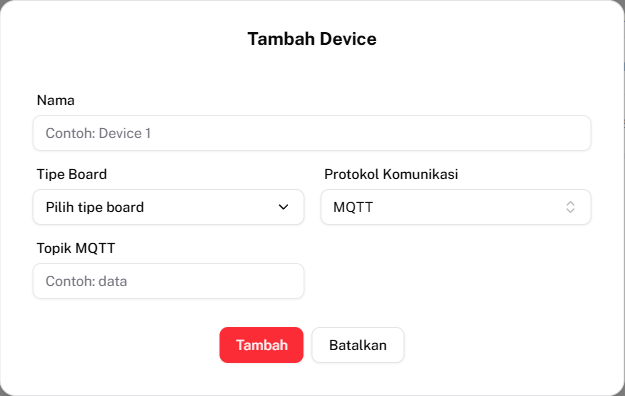 Tambah Device
Nama
Contoh: Device 1
Tipe Board
Protokol Komunikasi
Pilih tipe board
MQTT
Topik MQTT
Contoh: data
Tambah
Batalkan